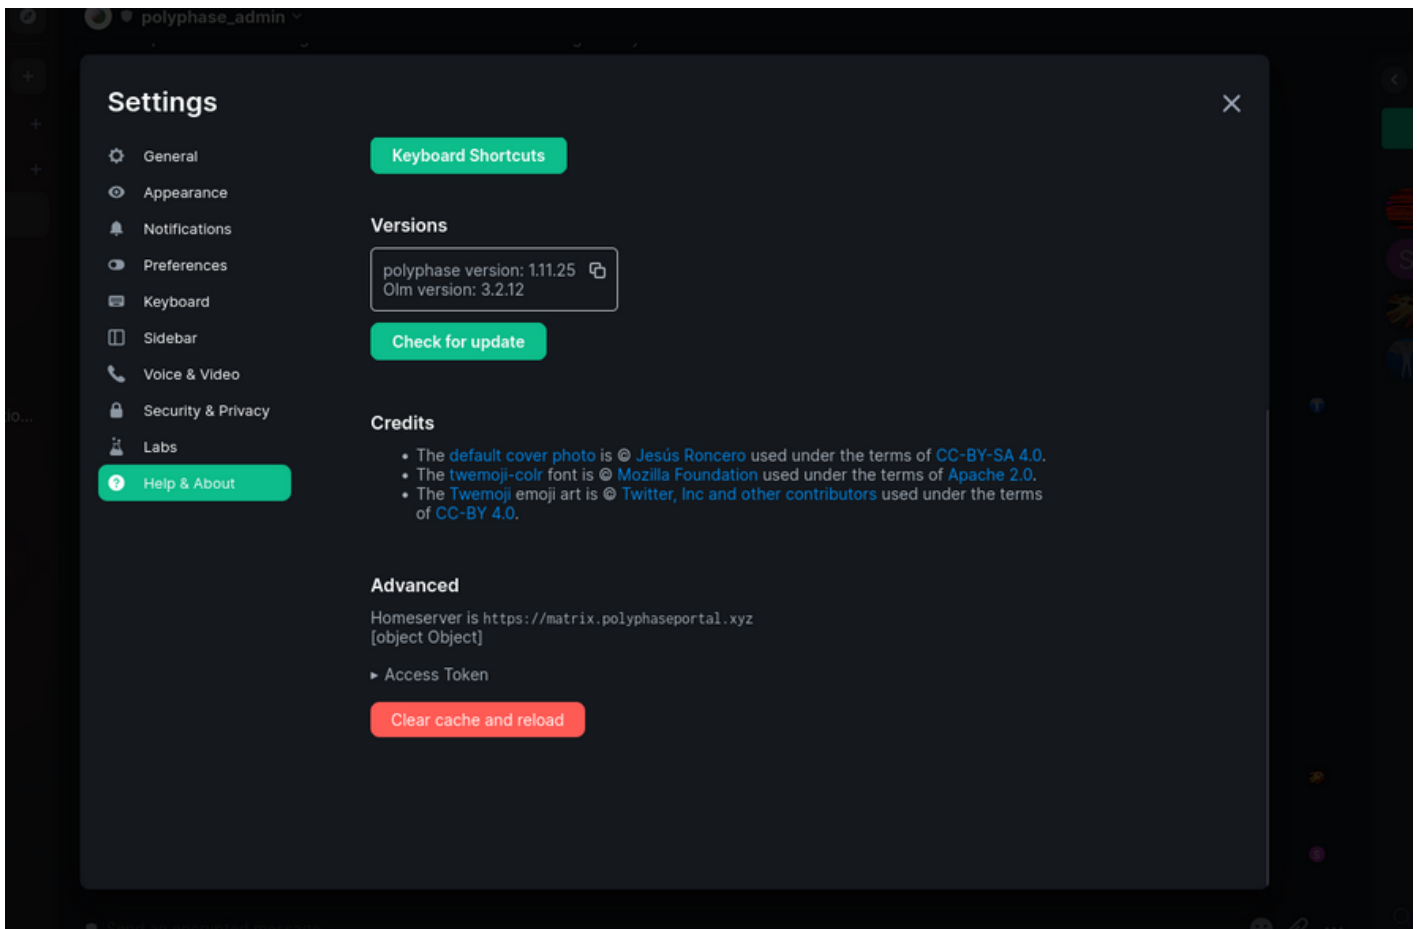 polyphase_admin
Settings
General
Appearance
Notifications
Preferences
Keyboard
Sidebar
Voice & Video
Security & Privacy
Labs
Help & About
Keyboard Shortcuts
Versions
polyphase version: 1.11.25
Olm version: 3.2.12
Check for update
Credits
• The default cover photo is © Jesús Roncero used under the terms of CC-BY-SA 4.0.
• The twemoji-colr font is © Mozilla Foundation used under the terms of Apache 2.0.
• The Twemoji emoji art is © Twitter, Inc and other contributors used under the terms
of CC-BY 4.0.
Advanced
Homeserver is https://matrix.polyphaseportal.xyz
[object Object]
▸ Access Token
Clear cache and reload
io...
S
S